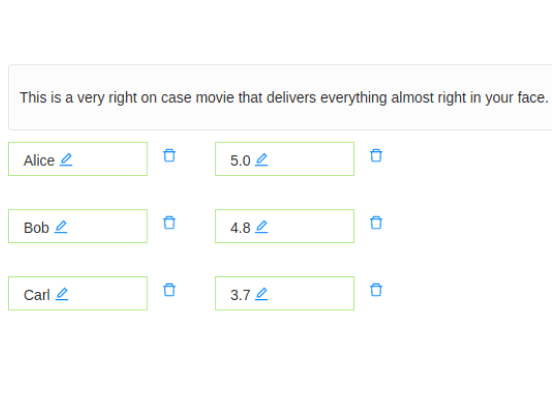 This is a very right on case movie that delivers everything almost right in your face.
Alice 5.0
Bob 4.8
Carl 3.7